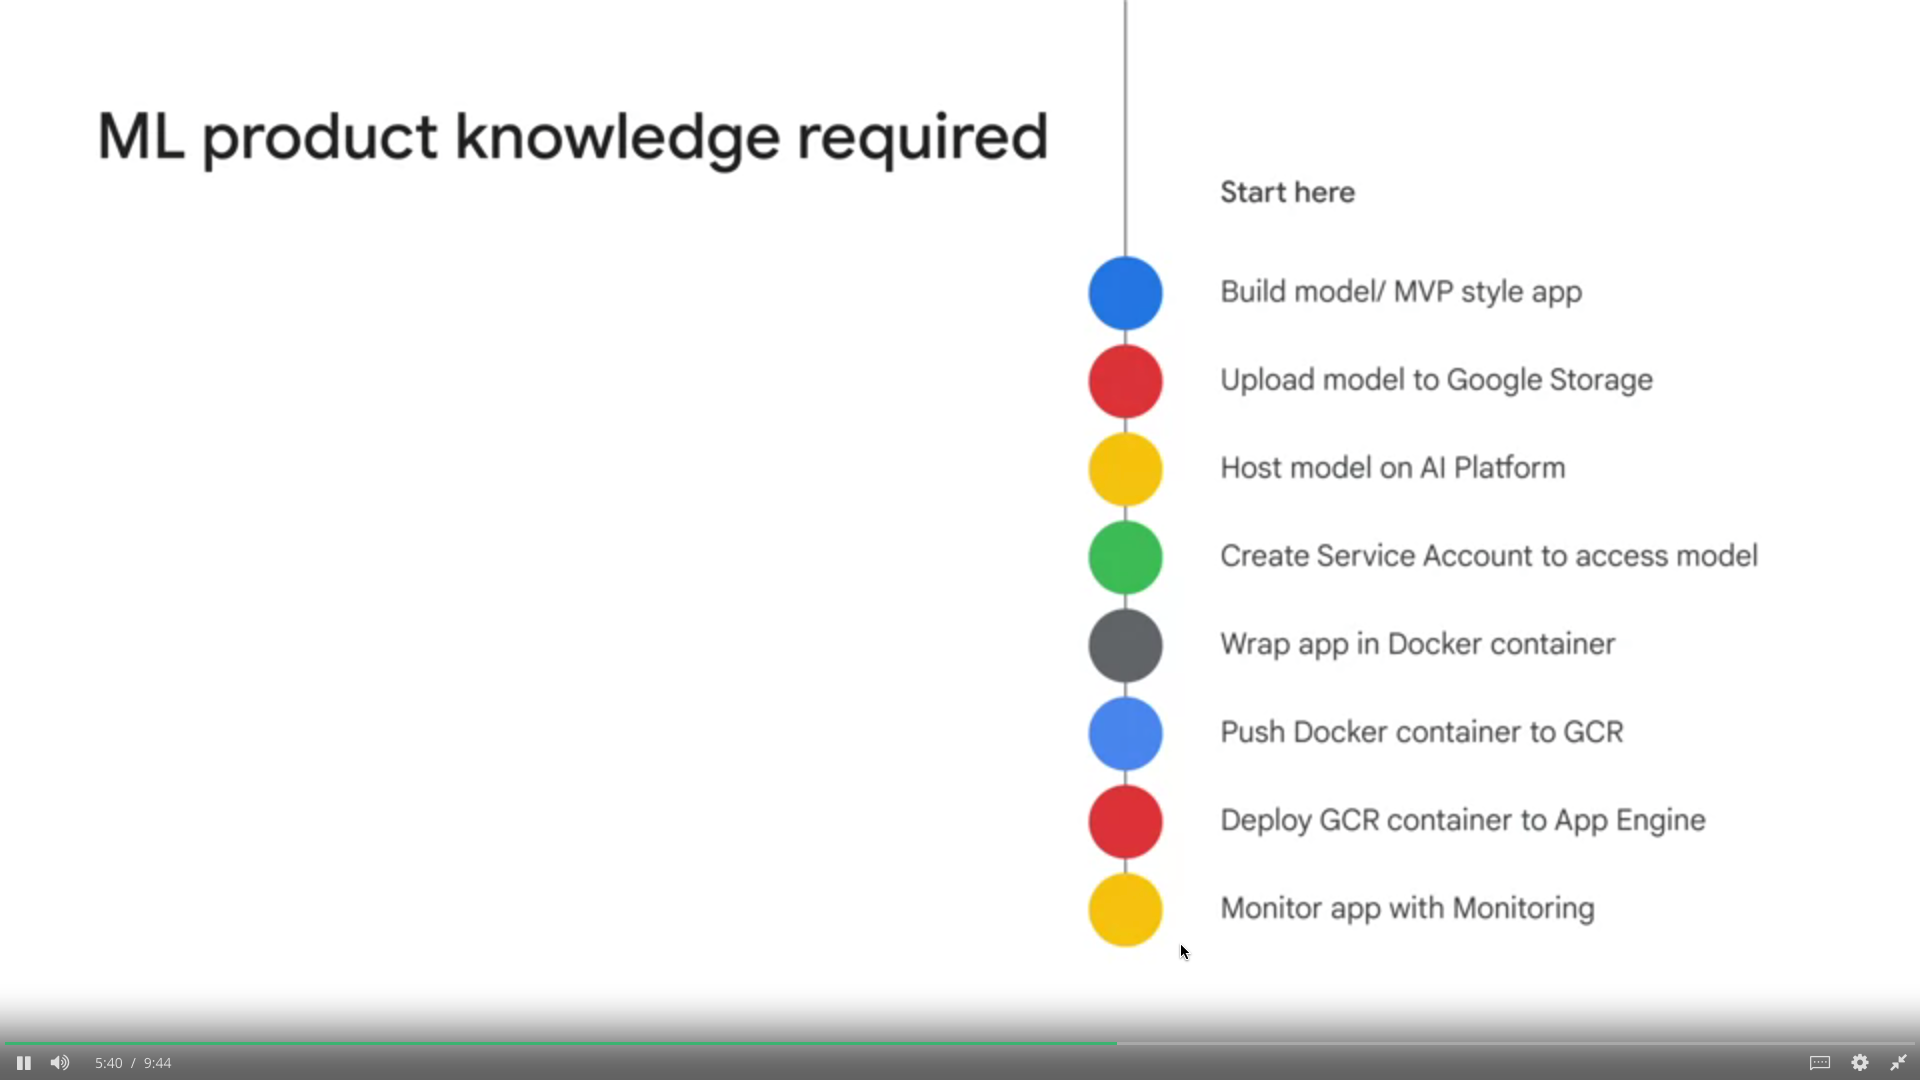 ML product knowledge required
Start here
Build model/ MVP style app
Upload model to Google Storage
Host model on AI Platform
Create Service Account to access model
Wrap app in Docker container
Push Docker container to GCR
Deploy GCR container to App Engine
Monitor app with Monitoring
5:40 / 9:44